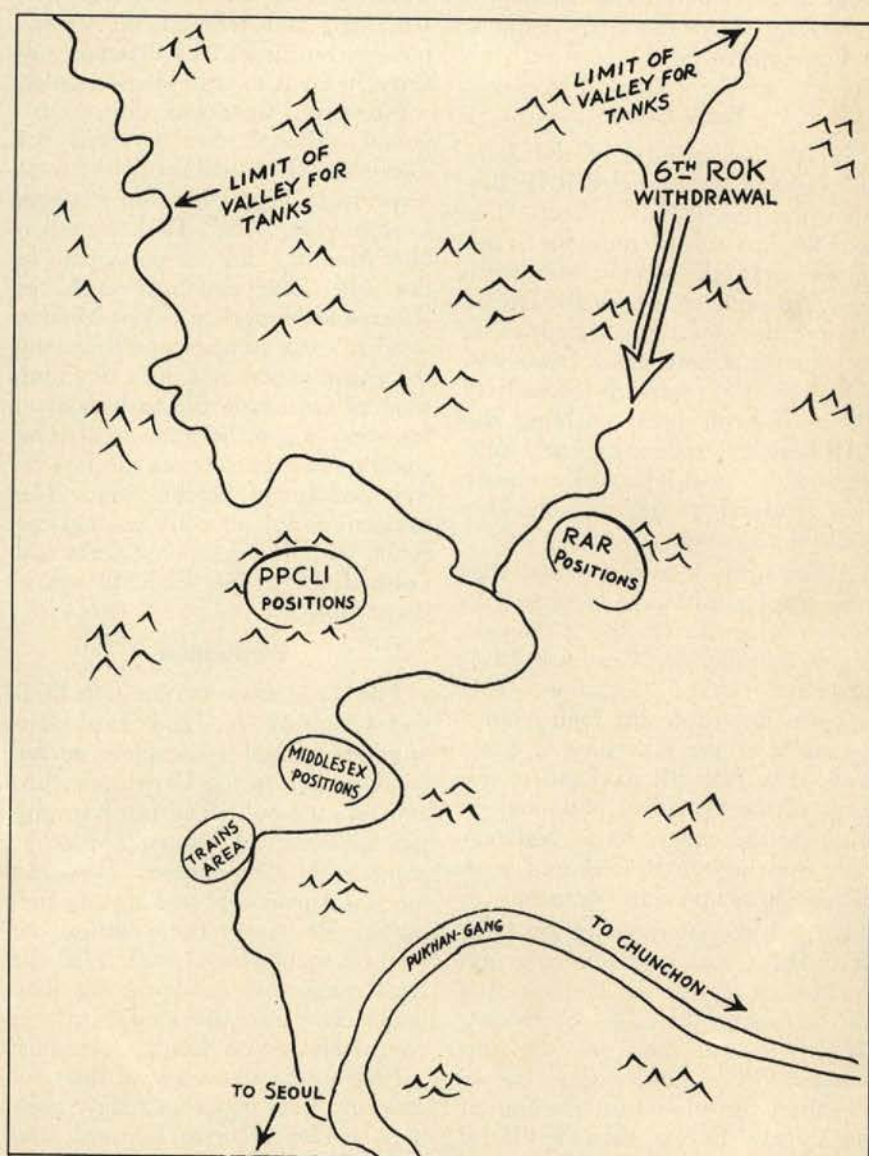 LIMIT OF
VALLEY FOR
TANKS
6TH ROK
WITHDRAWAL
LIMIT OF
VALLEY FOR
TANKS
RAR
POSITIONS
PPCLI
POSITIONS
MIDDLESEX
POSITIONS
TRAINS
AREA
PUKHAN-GANG
TO CHUNCHON
TO SEOUL